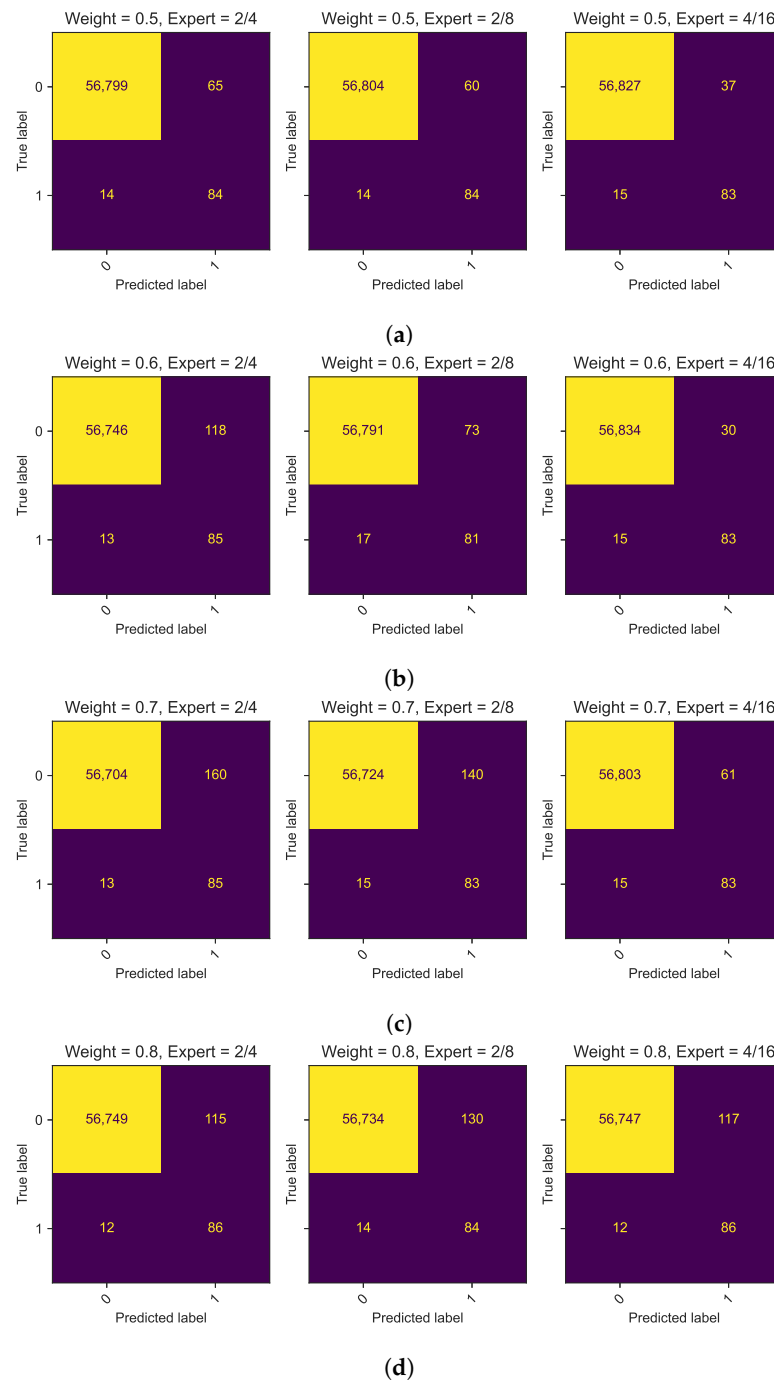 Weight = 0.5, Expert = 2/4 Weight = 0.5, Expert = 2/8 Weight = 0.5, Expert = 4/16
0 56,799 65 56,804 60 56,827 37
True label True label True label
1 14 84 14 84 15 83
0 1 0 1 0 1
Predicted label Predicted label Predicted label
(a)
Weight = 0.6, Expert = 2/4 Weight = 0.6, Expert = 2/8 Weight = 0.6, Expert = 4/16
0 56,746 118 56,791 73 56,834 30
True label True label True label
1 13 85 17 81 15 83
0 1 0 1 0 1
Predicted label Predicted label Predicted label
(b)
Weight = 0.7, Expert = 2/4 Weight = 0.7, Expert = 2/8 Weight = 0.7, Expert = 4/16
0 56,704 160 56,724 140 56,803 61
True label True label True label
1 13 85 15 83 15 83
0 1 0 1 0 1
Predicted label Predicted label Predicted label
(c)
Weight = 0.8, Expert = 2/4 Weight = 0.8, Expert = 2/8 Weight = 0.8, Expert = 4/16
0 56,749 115 56,734 130 56,747 117
True label True label True label
1 12 86 14 84 12 86
0 1 0 1 0 1
Predicted label Predicted label Predicted label
(d)